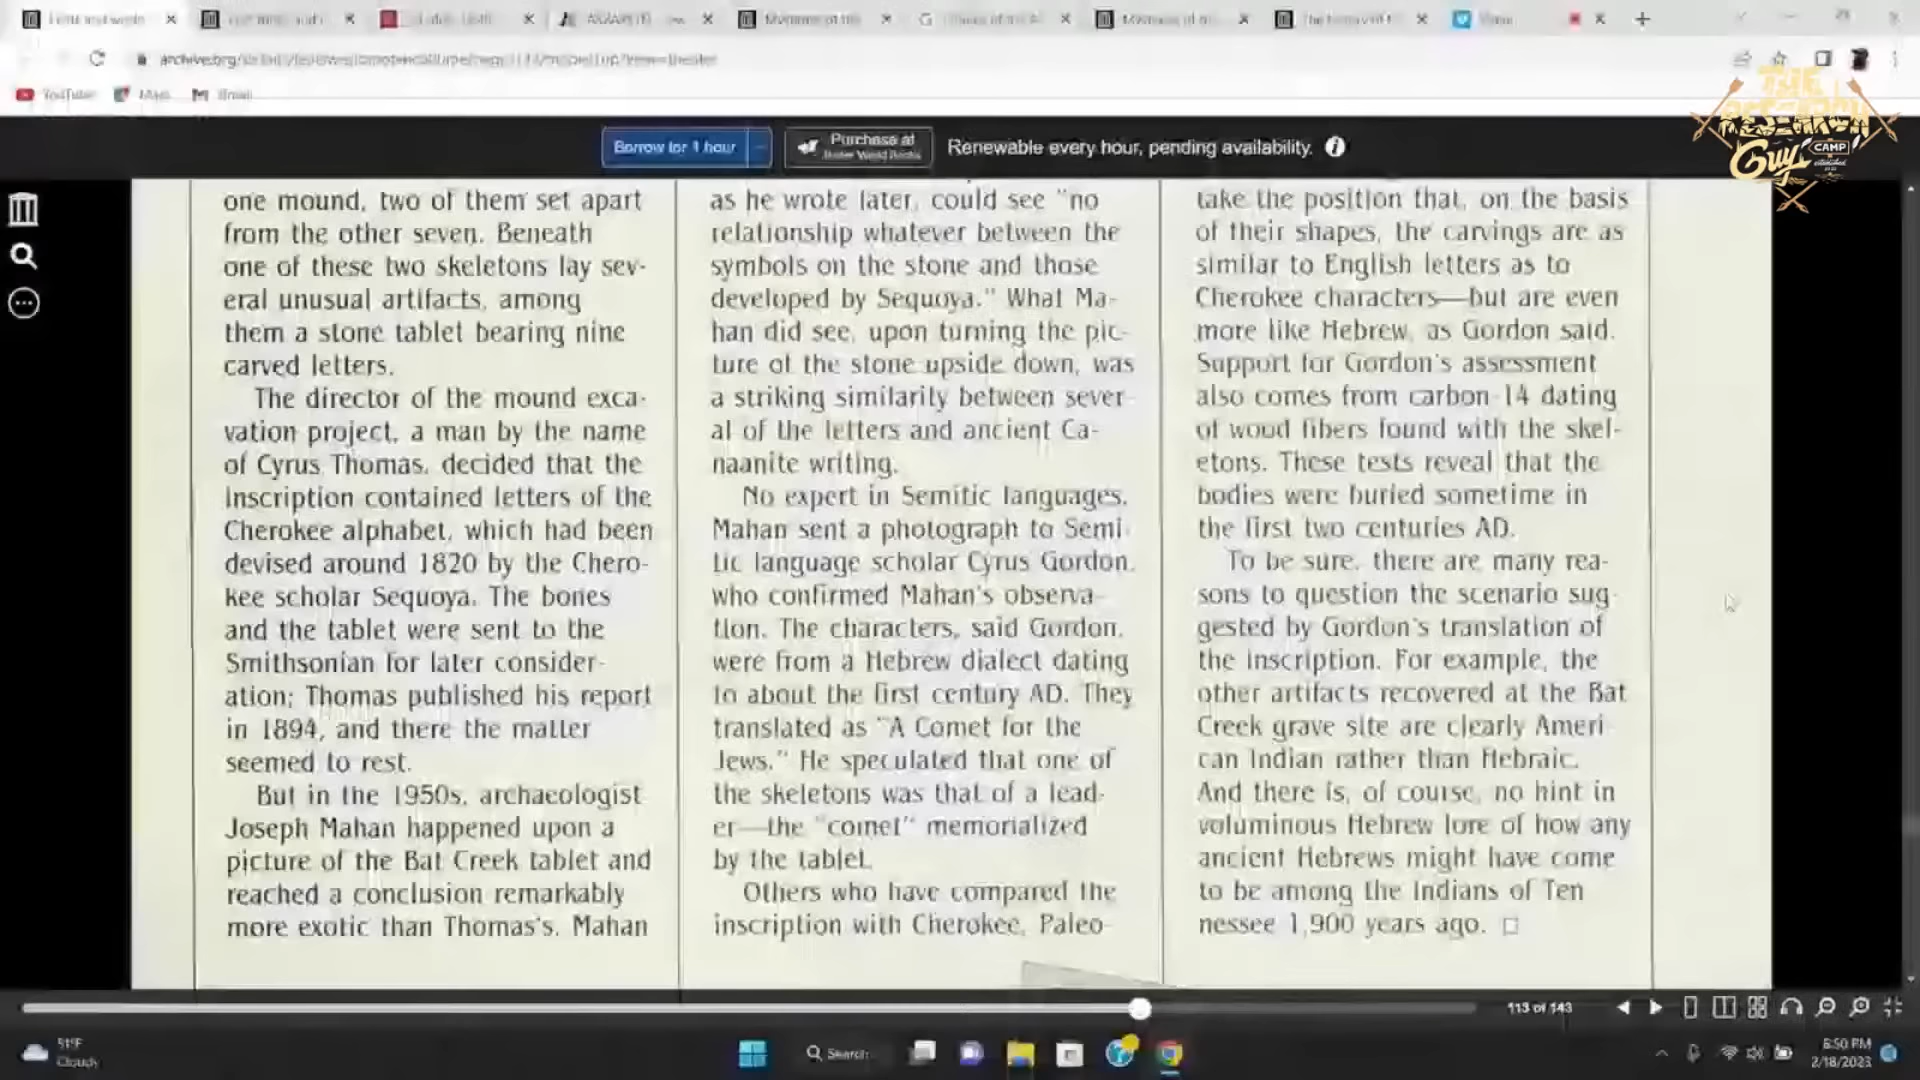 YouTube
Maps
Gmail
Borrow for 1 hour
Purchase at
Better World Books
Renewable every hour, pending availability.
Guy
CAMP
one mound, two of them set apart
from the other seven. Beneath
one of these two skeletons lay sev-
eral unusual artifacts, among
them a stone tablet bearing nine
carved letters.
The director of the mound exca-
vation project, a man by the name
of Cyrus Thomas, decided that the
inscription contained letters of the
Cherokee alphabet, which had been
devised around 1820 by the Chero-
kee scholar Sequoya. The bones
and the tablet were sent to the
Smithsonian for later consider-
ation; Thomas published his report
in 1894, and there the matter
seemed to rest.
But in the 1950s, archaeologist
Joseph Mahan happened upon a
picture of the Bat Creek tablet and
reached a conclusion remarkably
more exotic than Thomas's. Mahan
as he wrote later, could see "no
relationship whatever between the
symbols on the stone and those
developed by Sequoya." What Ma-
han did see, upon turning the pic-
ture of the stone upside down, was
a striking similarity between sever-
al of the letters and ancient Ca-
naanite writing.
No expert in Semitic languages,
Mahan sent a photograph to Semi-
tic language scholar Cyrus Gordon,
who confirmed Mahan's observa-
tion. The characters, said Gordon,
were from a Hebrew dialect dating
to about the first century AD. They
translated as "A Comet for the
Jews." He speculated that one of
the skeletons was that of a lead-
er—the "comet" memorialized
by the tablet.
Others who have compared the
inscription with Cherokee, Paleo-
take the position that, on the basis
of their shapes, the carvings are as
similar to English letters as to
Cherokee characters—but are even
more like Hebrew, as Gordon said.
Support for Gordon's assessment
also comes from carbon-14 dating
of wood fibers found with the skel-
etons. These tests reveal that the
bodies were buried sometime in
the first two centuries AD.
To be sure, there are many rea-
sons to question the scenario sug-
gested by Gordon's translation of
the inscription. For example, the
other artifacts recovered at the Bat
Creek grave site are clearly Ameri-
can Indian rather than Hebraic.
And there is, of course, no hint in
voluminous Hebrew lore of how any
ancient Hebrews might have come
to be among the Indians of Ten-
nessee 1,900 years ago. □
113 of 143
51°F
Cloudy
Search
6:50 PM
2/18/2023